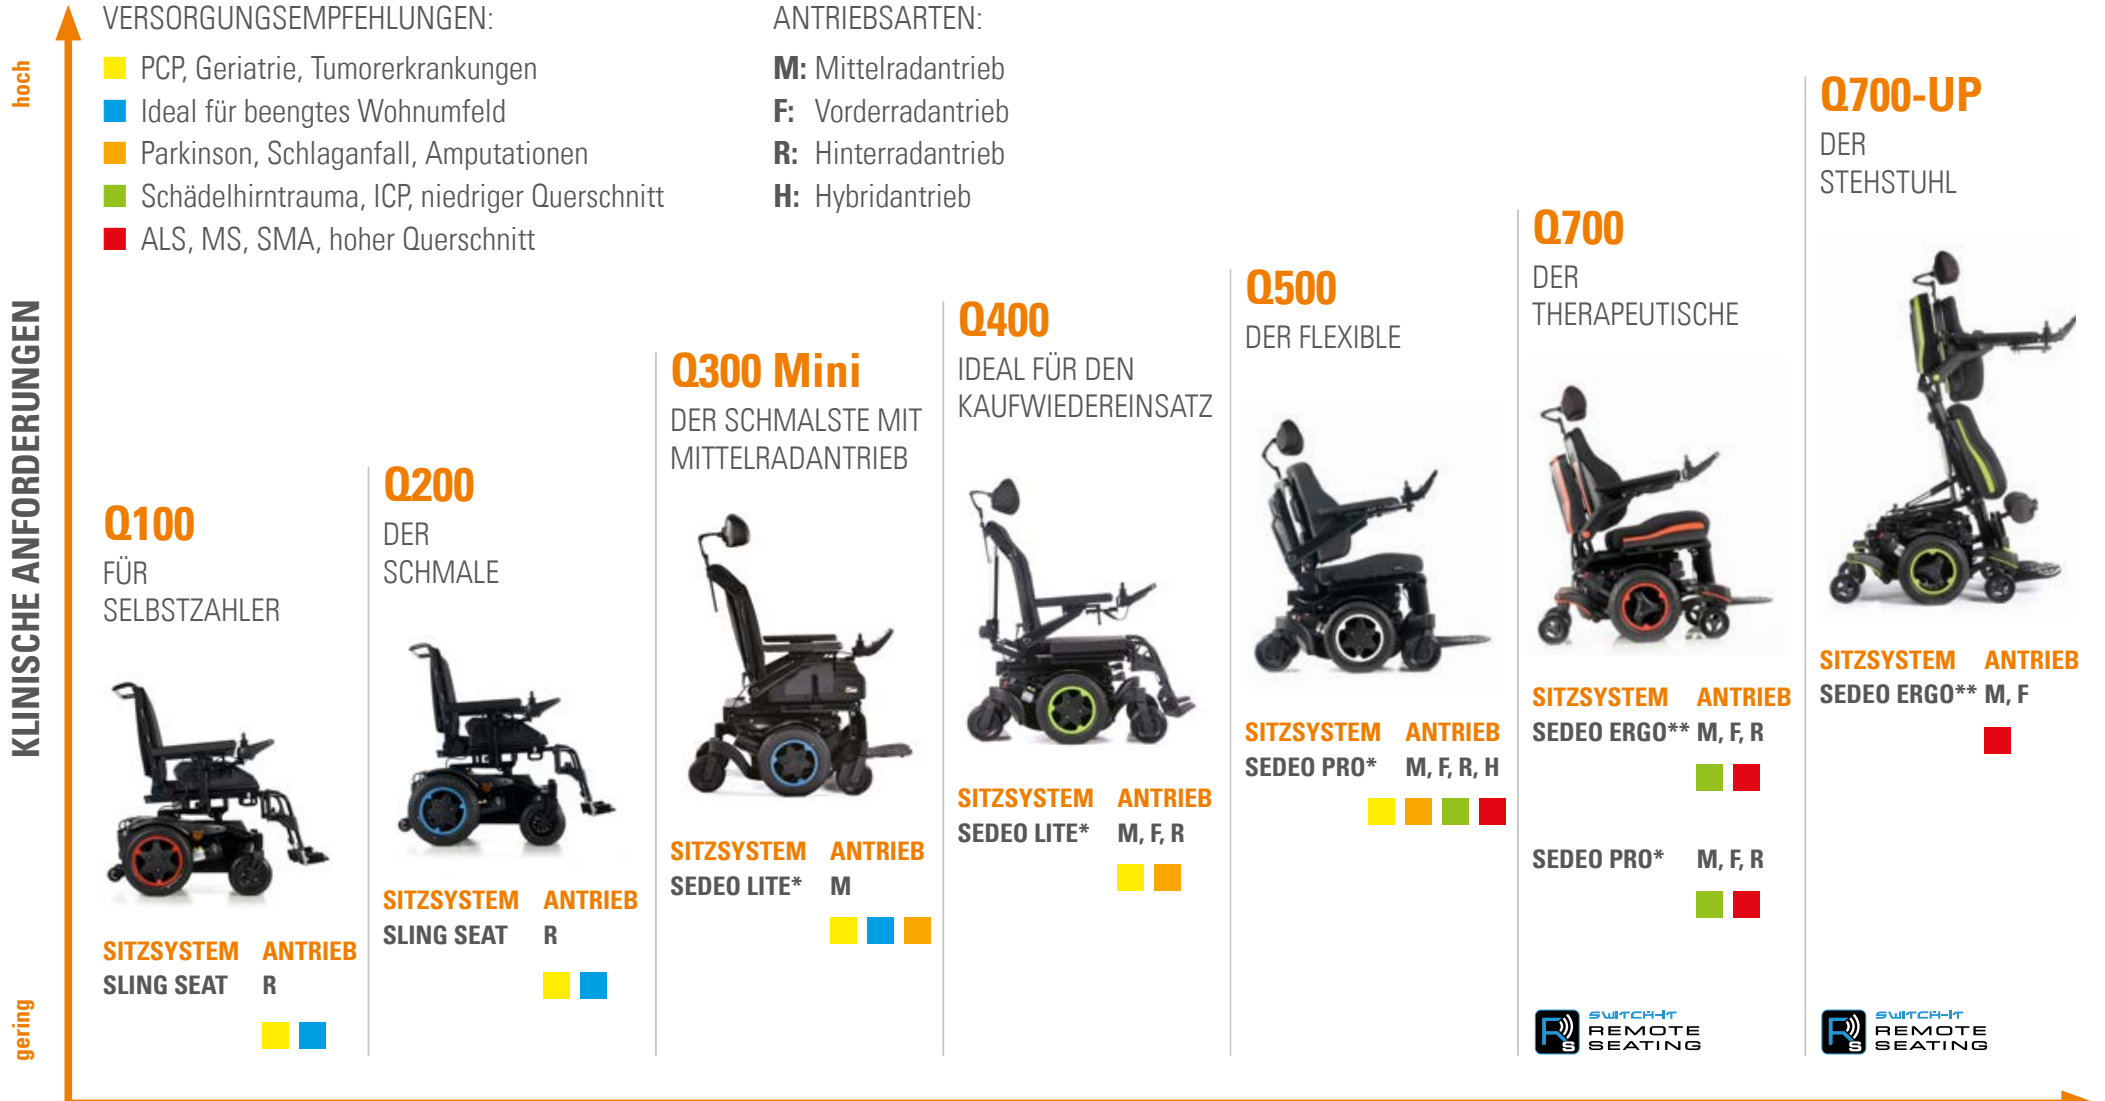 VERSORGUNGSEMPFEHLUNGEN:
PCP, Geriatrie, Tumorerkrankungen
Ideal für beengtes Wohnumfeld
Parkinson, Schlaganfall, Amputationen
Schädelhirntrauma, ICP, niedriger Querschnitt
ALS, MS, SMA, hoher Querschnitt
ANTRIEBSARTEN:
M: Mittelradantrieb
F: Vorderradantrieb
R: Hinterradantrieb
H: Hybridantrieb
hoch
KLINISCHE ANFORDERUNGEN
gering
Q100
FÜR
SELBSTZAHLER
SITZSYSTEM ANTRIEB
SLING SEAT R
Q200
DER
SCHMALE
SITZSYSTEM ANTRIEB
SLING SEAT R
Q300 Mini
DER SCHMALSTE MIT
MITTELRADANTRIEB
SITZSYSTEM ANTRIEB
SEDEO LITE* M
Q400
IDEAL FÜR DEN
KAUFWIEDEREINSATZ
SITZSYSTEM ANTRIEB
SEDEO LITE* M, F, R
Q500
DER FLEXIBLE
SITZSYSTEM ANTRIEB
SEDEO PRO* M, F, R, H
Q700
DER
THERAPEUTISCHE
SITZSYSTEM ANTRIEB
SEDEO ERGO** M, F, R
SEDEO PRO* M, F, R
Rs
SWITCH-IT
REMOTE
SEATING
Q700-UP
DER
STEHSTUHL
SITZSYSTEM ANTRIEB
SEDEO ERGO** M, F
Rs
SWITCH-IT
REMOTE
SEATING